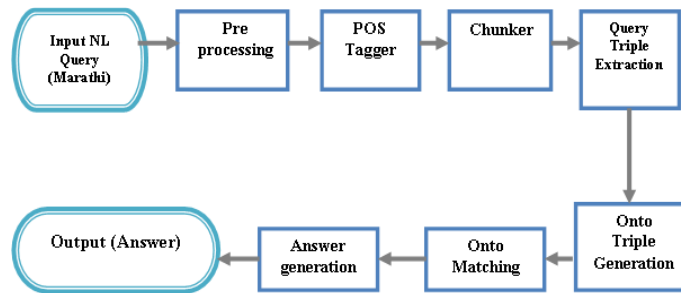 Input NL
Query
(Marathi)
Pre
processing
POS
Tagger
Chunker
Query
Triple
Extraction
Onto
Triple
Generation
Onto
Matching
Answer
generation
Output (Answer)